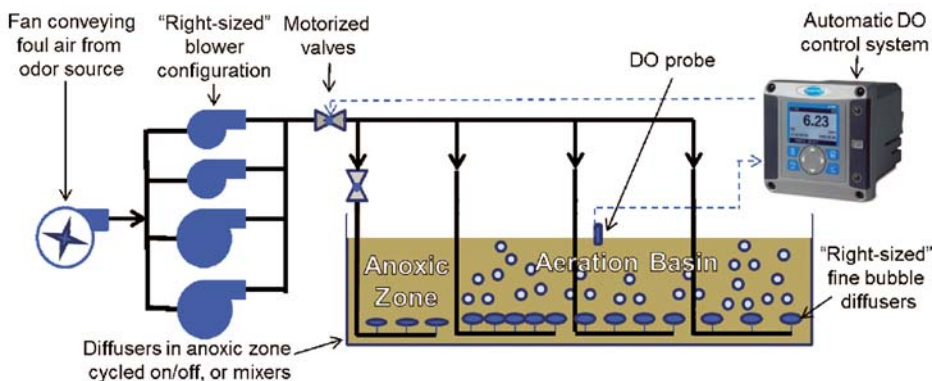 Fan conveying
foul air from
odor source
“Right-sized”
blower
configuration
Motorized
valves
DO probe
Automatic DO
control system
6.23
Anoxic
Zone
Aeration Basin
“Right-sized”
fine bubble
diffusers
Diffusers in anoxic zone
cycled on/off, or mixers